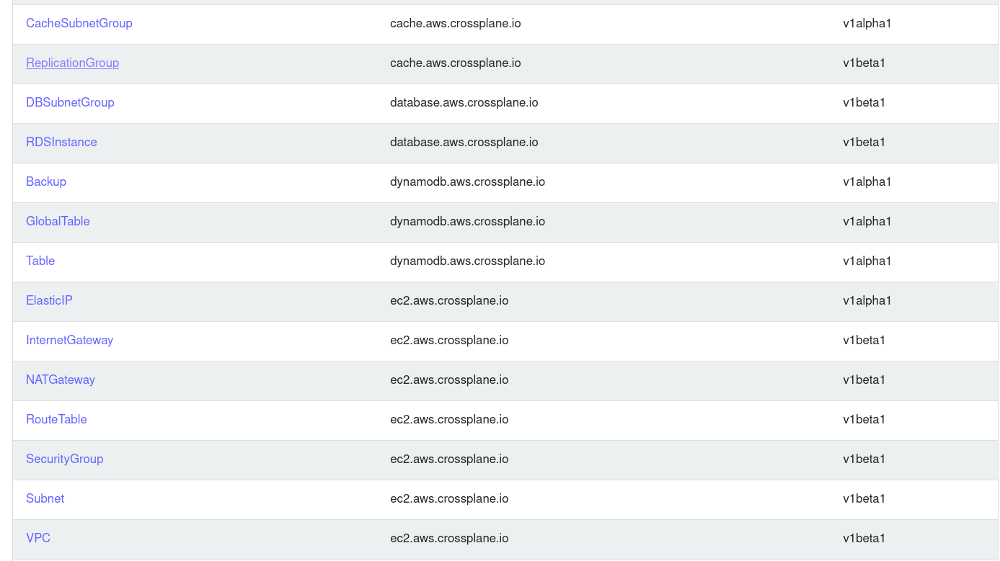 CacheSubnetGroup cache.aws.crossplane.io v1alpha1
ReplicationGroup cache.aws.crossplane.io v1beta1
DBSubnetGroup database.aws.crossplane.io v1beta1
RDSInstance database.aws.crossplane.io v1beta1
Backup dynamodb.aws.crossplane.io v1alpha1
GlobalTable dynamodb.aws.crossplane.io v1alpha1
Table dynamodb.aws.crossplane.io v1alpha1
ElasticIP ec2.aws.crossplane.io v1alpha1
InternetGateway ec2.aws.crossplane.io v1beta1
NATGateway ec2.aws.crossplane.io v1beta1
RouteTable ec2.aws.crossplane.io v1beta1
SecurityGroup ec2.aws.crossplane.io v1beta1
Subnet ec2.aws.crossplane.io v1beta1
VPC ec2.aws.crossplane.io v1beta1